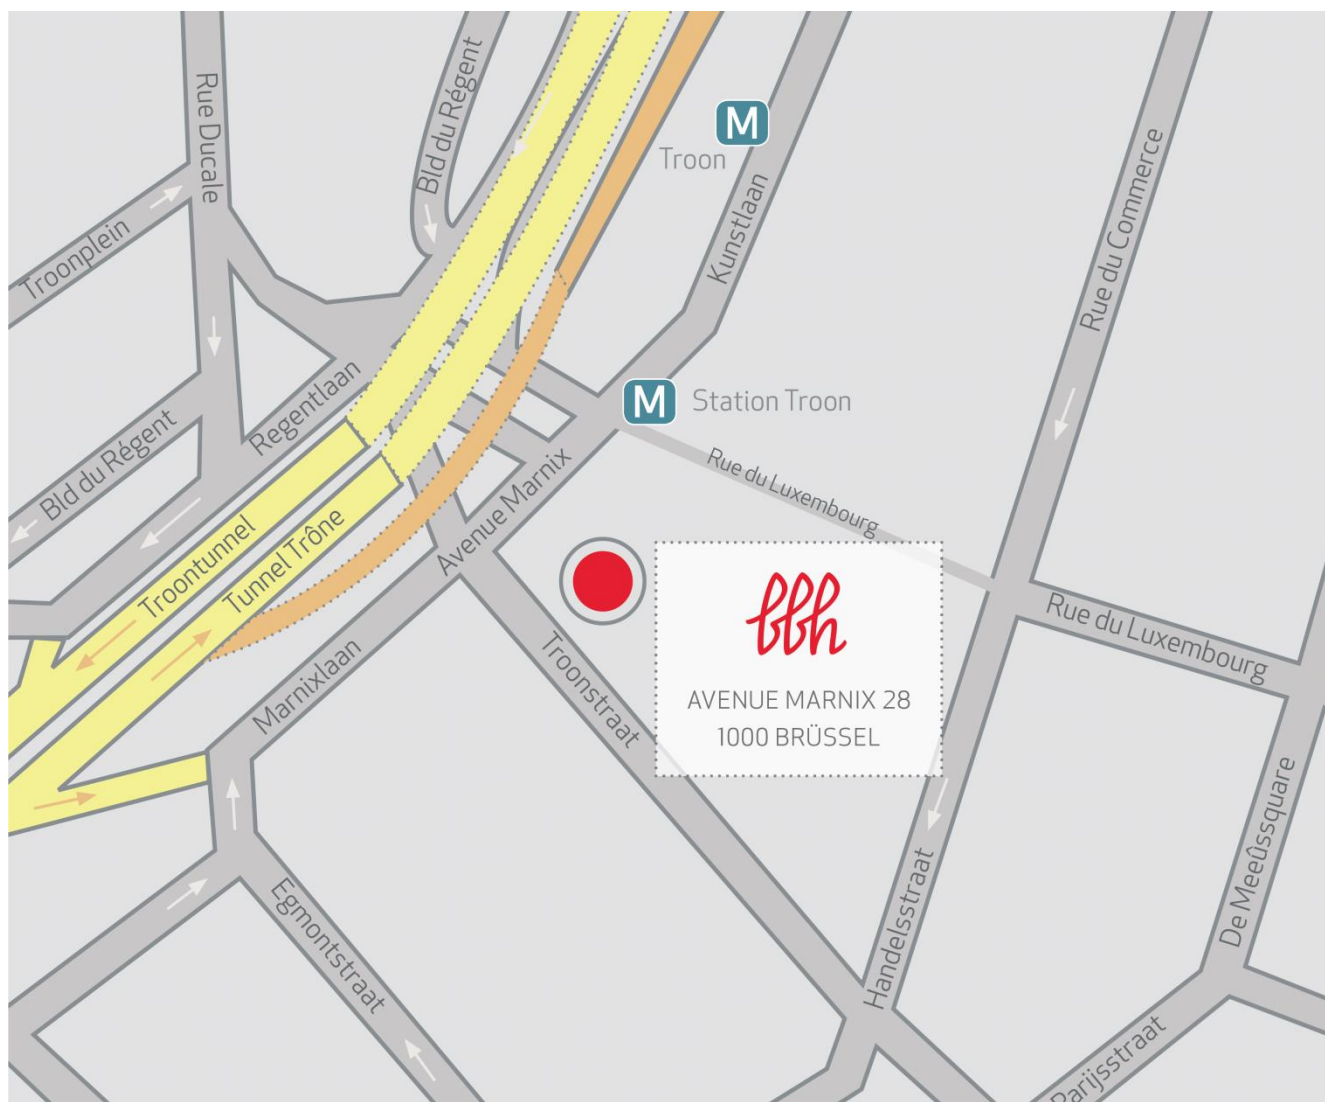 Rue Ducale
Bld du Régent
M
Troon
Kunstlaan
Rue du Commerce
Troonplein
Regentlaan
M
Station Troon
Bld du Régent
Avenue Marnix
Rue du Luxembourg
Troontunnel
Tunnel Trône
bbh
AVENUE MARNIX 28
1000 BRÜSSEL
Rue du Luxembourg
Marnixlaan
Troonstraat
De Meeûssquare
Handelsstraat
Egmontstraat
Parijsstraat